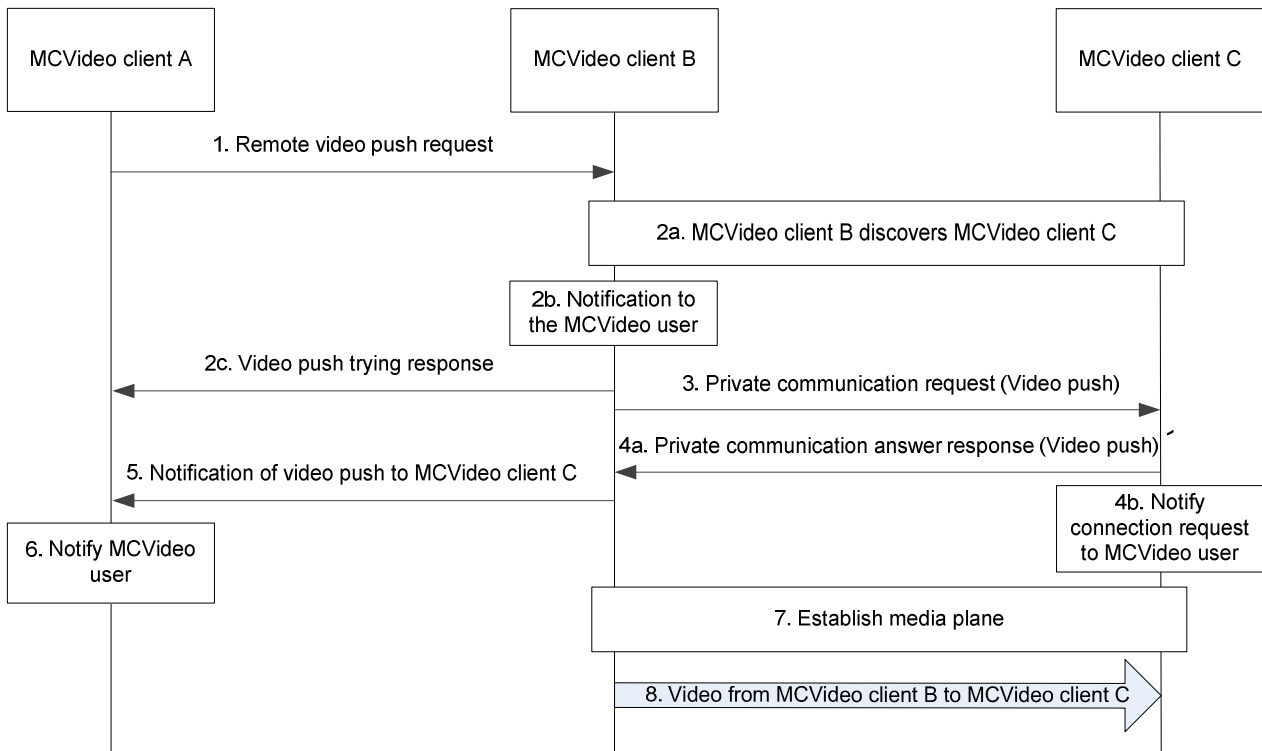 MCVideo client A
MCVideo client B
MCVideo client C
1. Remote video push request
2a. MCVideo client B discovers MCVideo client C
2b. Notification to
the MCVideo user
2c. Video push trying response
3. Private communication request (Video push)
4a. Private communication answer response (Video push)
5. Notification of video push to MCVideo client C
4b. Notify
connection request
to MCVideo user
6. Notify MCVideo
user
7. Establish media plane
8. Video from MCVideo client B to MCVideo client C